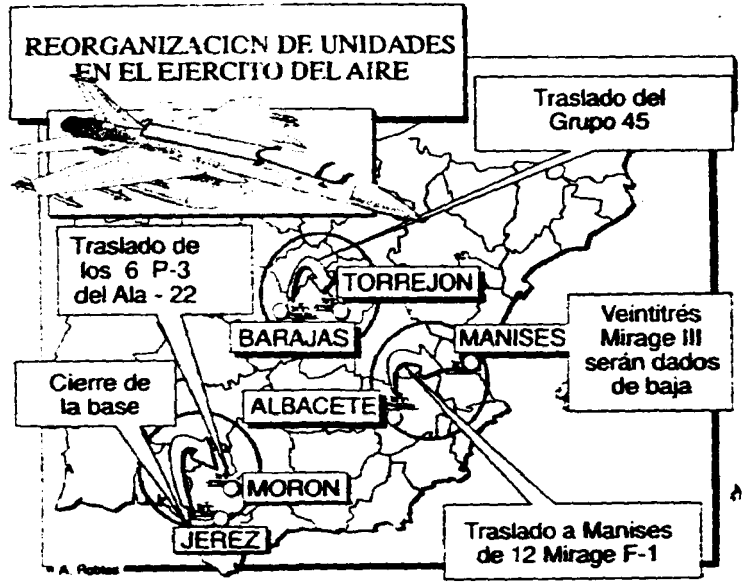 REORGANIZACION DE UNIDADES
EN EL EJERCITO DEL AIRE
Traslado del
Grupo 45
Traslado de
los 6 P-3
del Ala - 22
TORREJON
BARAJAS
MANISES
Veintitrés
Mirage III
serán dados
de baja
Cierre de
la base
ALBACETE
MORON
JEREZ
Traslado a Manises
de 12 Mirage F-1
A. Robles